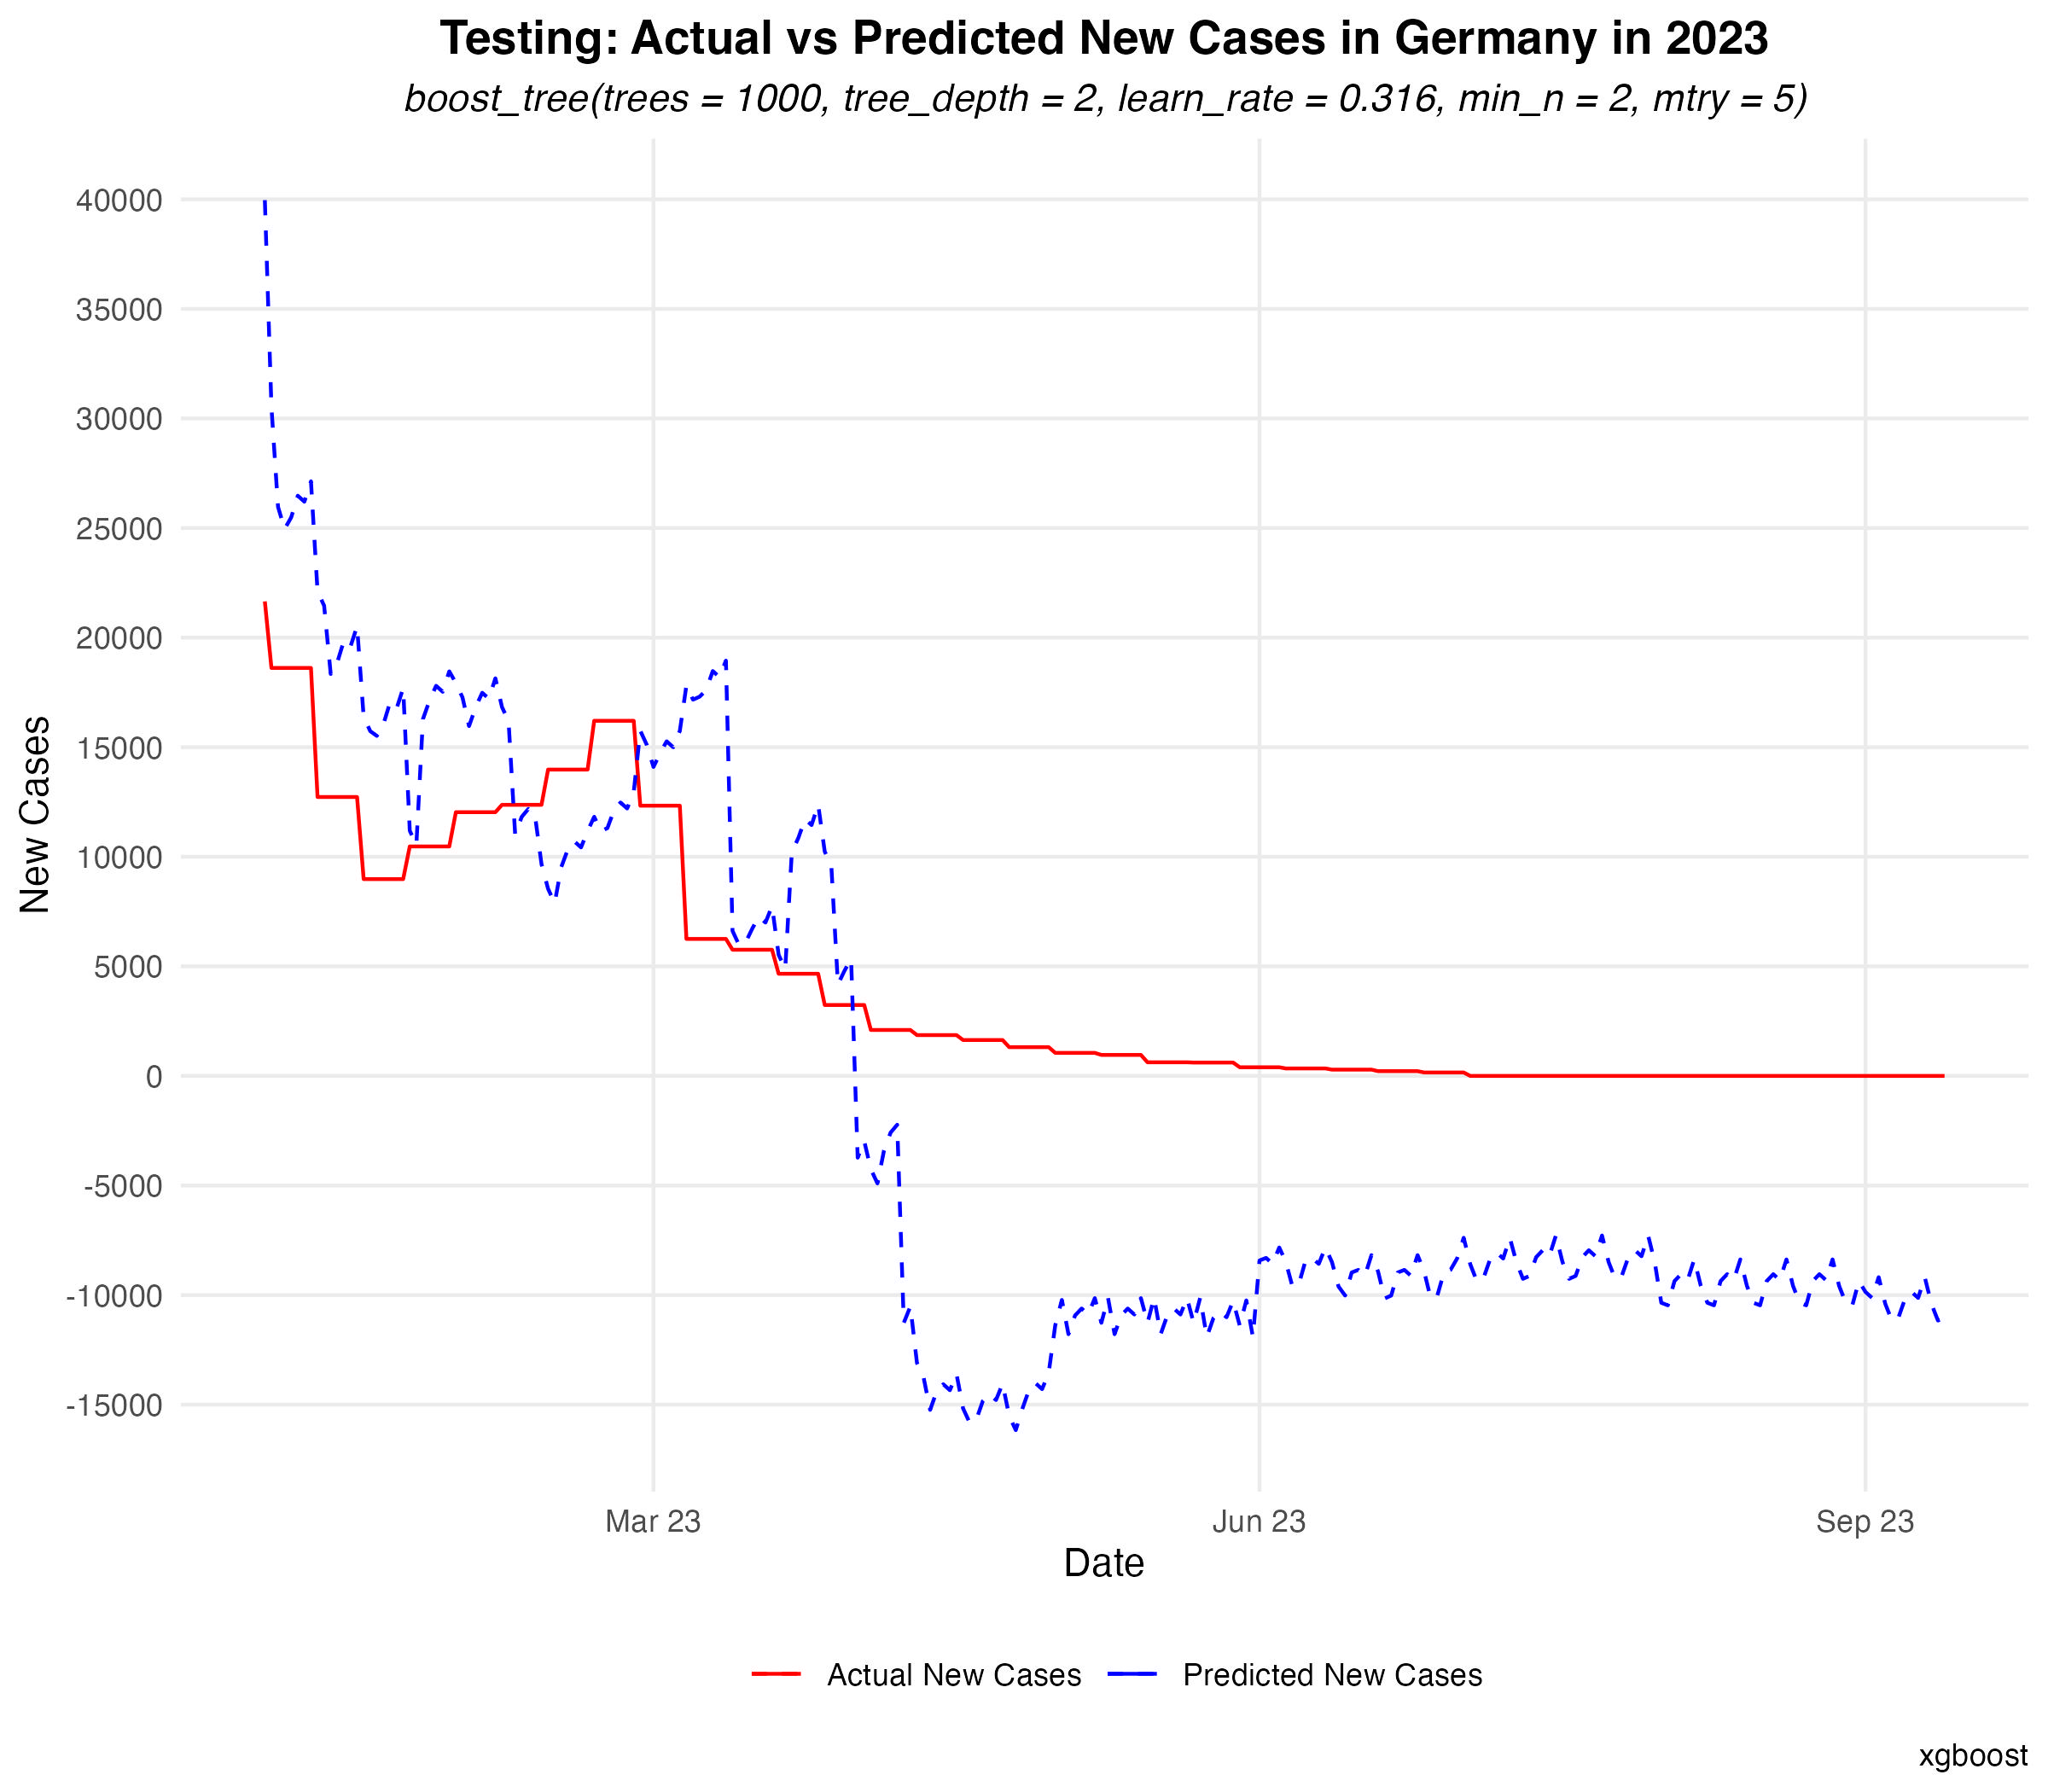 Testing: Actual vs Predicted New Cases in Germany in 2023
boost_tree(trees = 1000, tree_depth = 2, learn_rate = 0.316, min_n = 2, mtry = 5)
New Cases
40000
35000
30000
25000
20000
15000
10000
5000
0
-5000
-10000
-15000
Mar 23 Jun 23 Sep 23
Date
Actual New Cases Predicted New Cases
xgboost